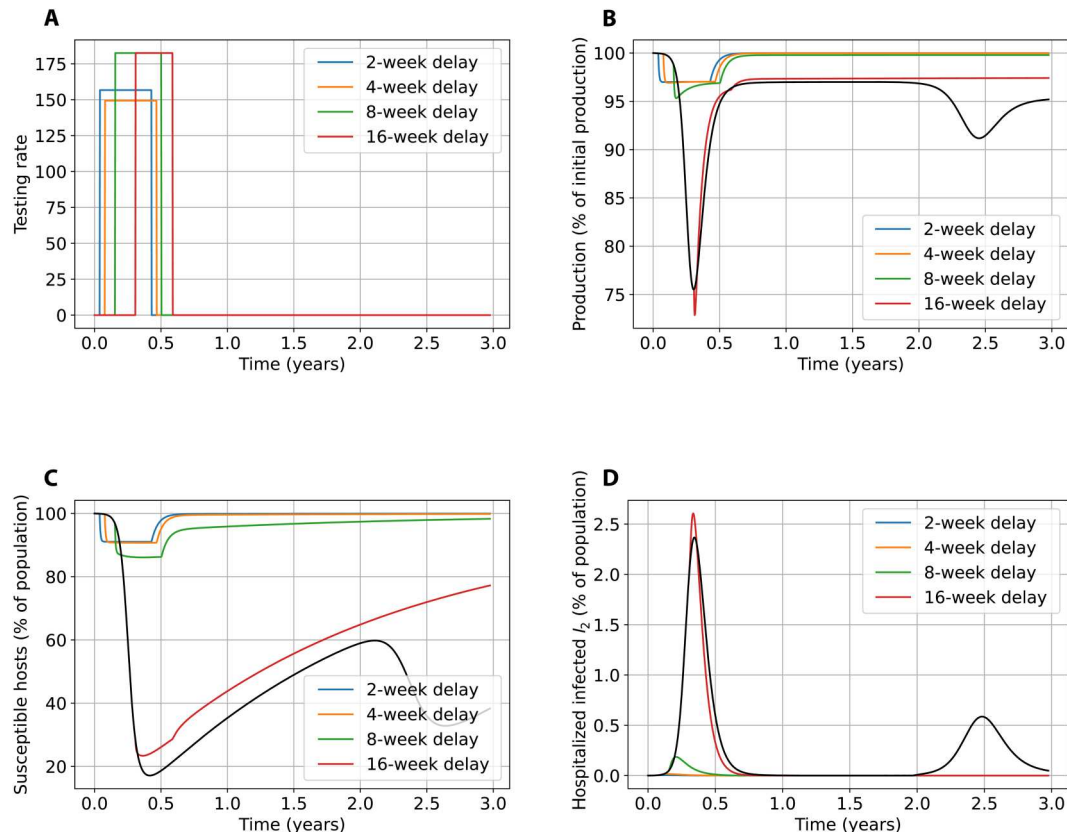 A
Testing rate
175
150
125
100
75
50
25
0
2-week delay
4-week delay
8-week delay
16-week delay
0.0 0.5 1.0 1.5 2.0 2.5 3.0
Time (years)
B
Production (% of initial production)
100
95
90
85
80
75
2-week delay
4-week delay
8-week delay
16-week delay
0.0 0.5 1.0 1.5 2.0 2.5 3.0
Time (years)
C
Susceptible hosts (% of population)
100
80
60
40
20
2-week delay
4-week delay
8-week delay
16-week delay
0.0 0.5 1.0 1.5 2.0 2.5 3.0
Time (years)
D
Hospitalized infected I₂ (% of population)
2.5
2.0
1.5
1.0
0.5
0.0
2-week delay
4-week delay
8-week delay
16-week delay
0.0 0.5 1.0 1.5 2.0 2.5 3.0
Time (years)